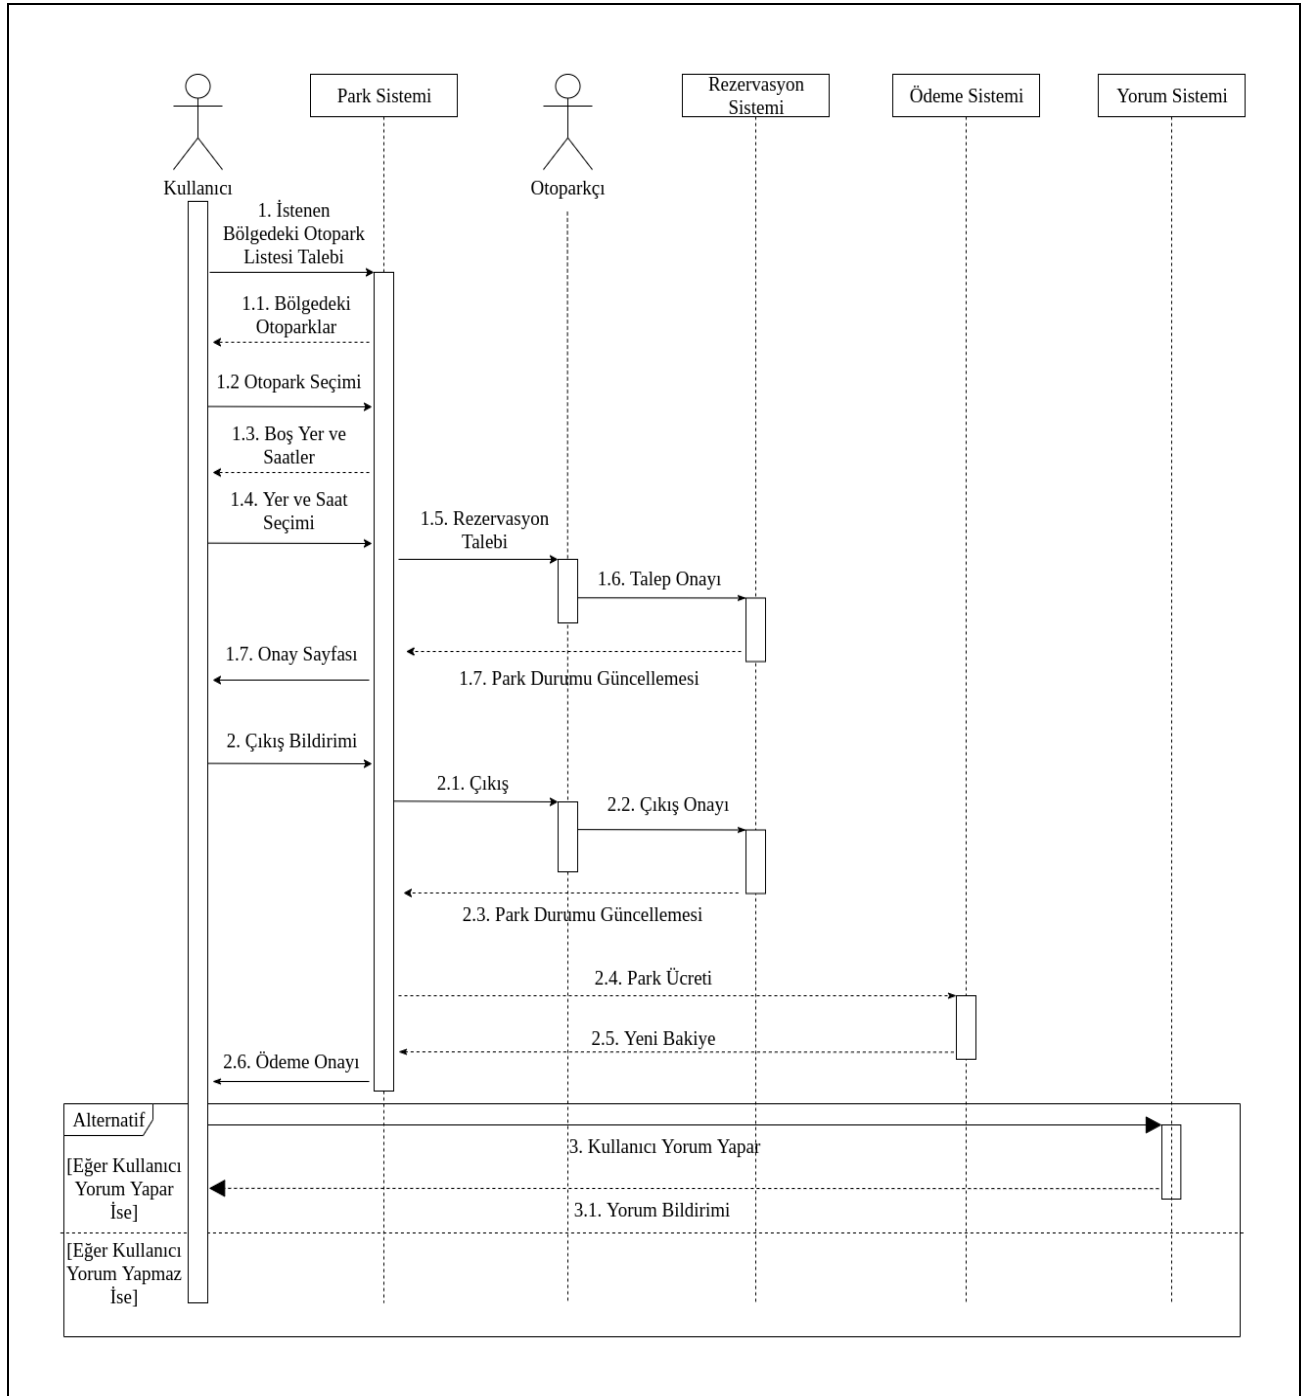 Park Sistemi
Rezervasyon
Sistemi
Ödeme Sistemi
Yorum Sistemi
Kullanıcı
Otoparkçı
1. İstenen
Bölgedeki Otopark
Listesi Talebi
1.1. Bölgedeki
Otoparklar
1.2 Otopark Seçimi
1.3. Boş Yer ve
Saatler
1.4. Yer ve Saat
Seçimi
1.5. Rezervasyon
Talebi
1.6. Talep Onayı
1.7. Onay Sayfası
1.7. Park Durumu Güncellemesi
2. Çıkış Bildirimi
2.1. Çıkış
2.2. Çıkış Onayı
2.3. Park Durumu Güncellemesi
2.4. Park Ücreti
2.5. Yeni Bakiye
2.6. Ödeme Onayı
Alternatif
3. Kullanıcı Yorum Yapar
[Eğer Kullanıcı
Yorum Yapar
İse]
3.1. Yorum Bildirimi
[Eğer Kullanıcı
Yorum Yapmaz
İse]